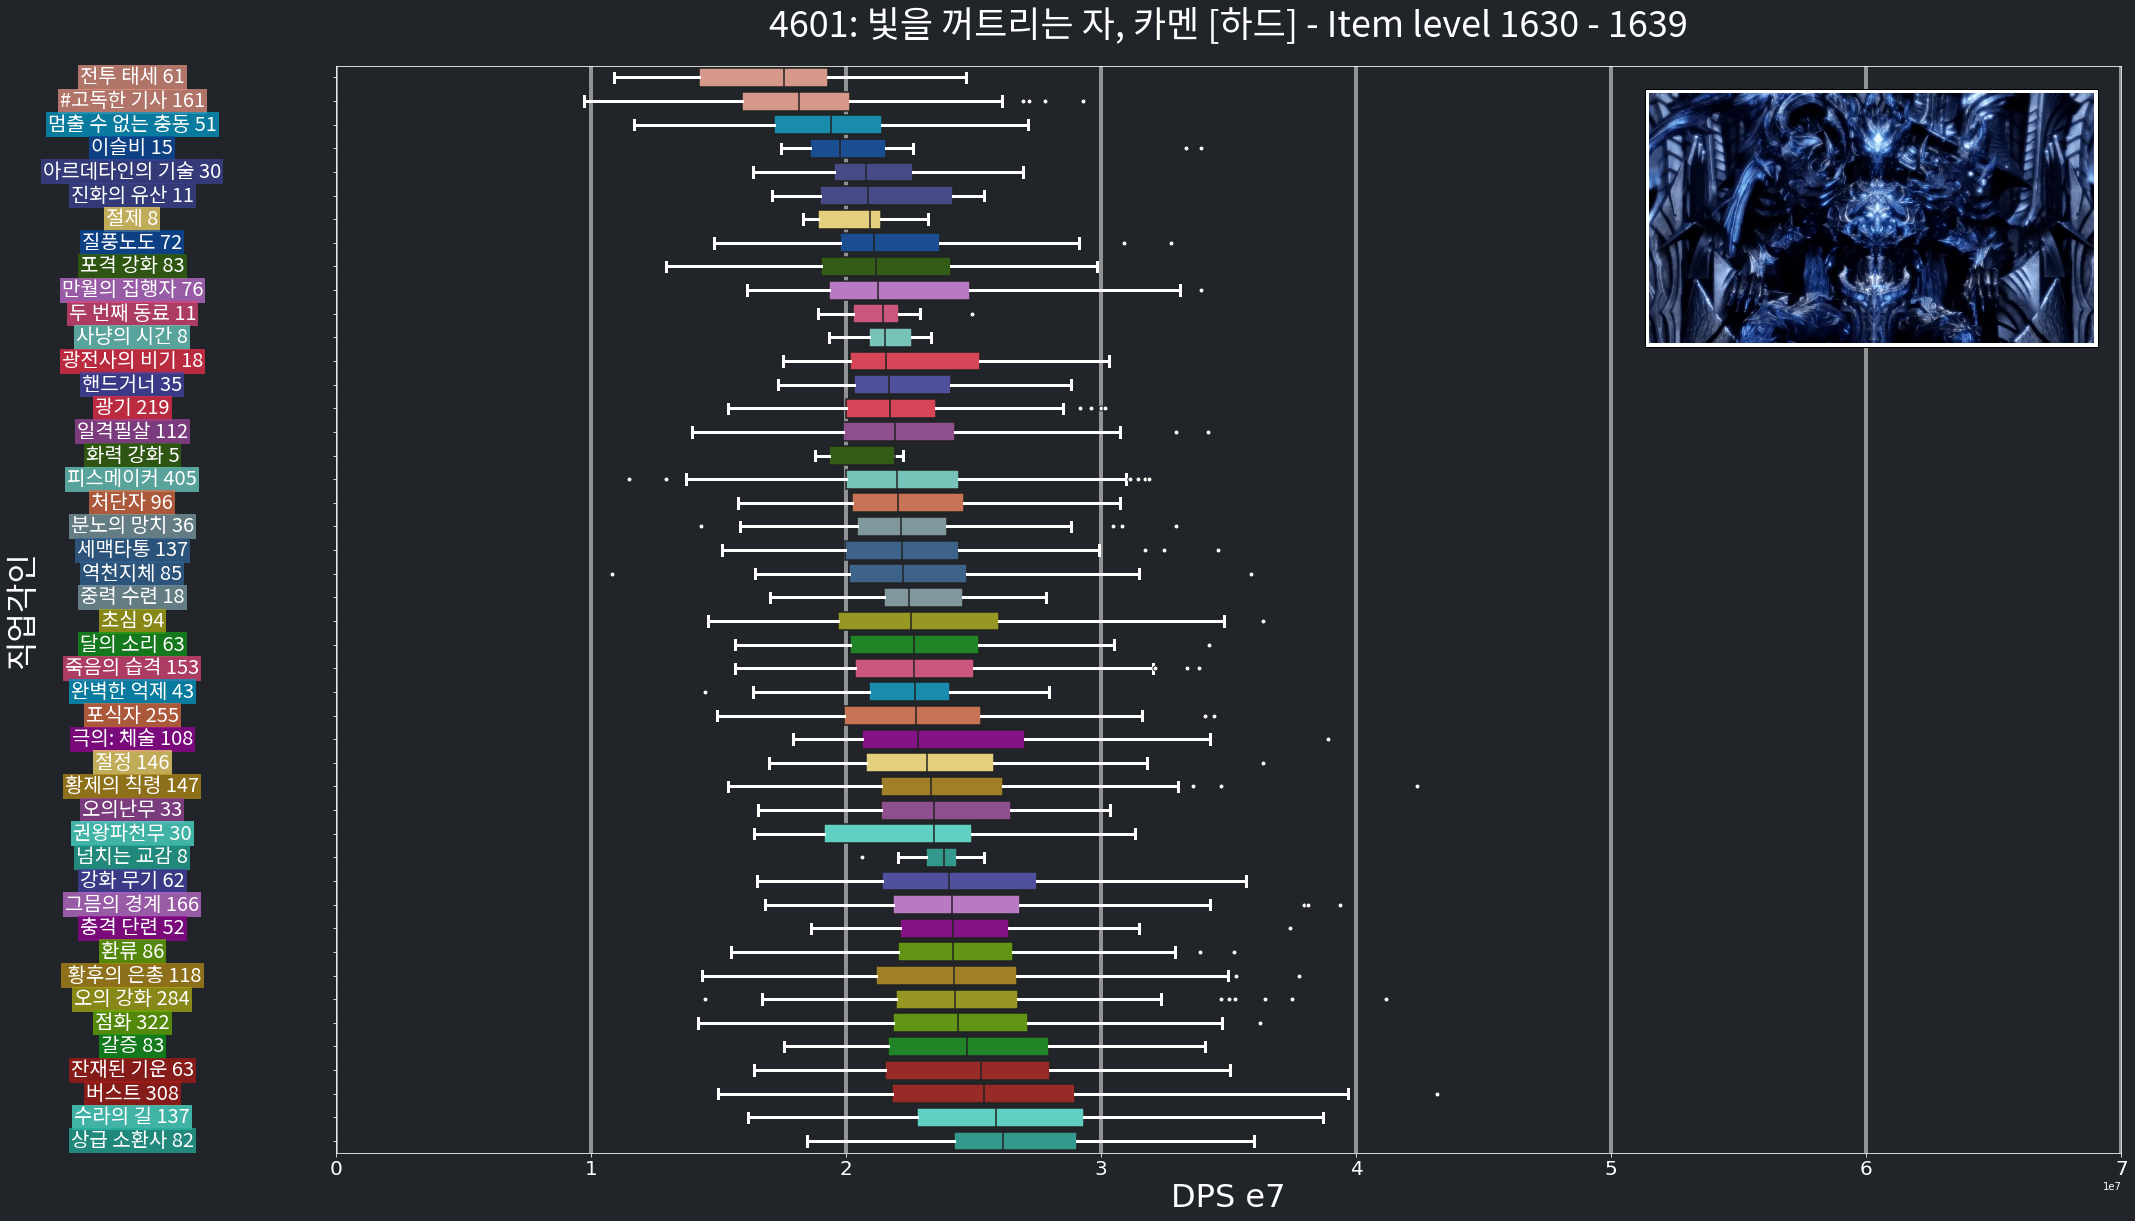 4601: 빛을 꺼트리는 자, 카멘 [하드] - Item level 1630 - 1639
직업각인
전투 태세 61
#고독한 기사 161
멈출 수 없는 충동 51
이슬비 15
아르데타인의 기술 30
진화의 유산 11
절제 8
질풍노도 72
포격 강화 83
만월의 집행자 76
두 번째 동료 11
사냥의 시간 8
광전사의 비기 18
핸드거너 35
광기 219
일격필살 112
화력 강화 5
피스메이커 405
처단자 96
분노의 망치 36
세맥타통 137
역천지체 85
중력 수련 18
초심 94
달의 소리 63
죽음의 습격 153
완벽한 억제 43
포식자 255
극의: 체술 108
절정 146
황제의 칙령 147
오의난무 33
권왕파천무 30
넘치는 교감 8
강화 무기 62
그믐의 경계 166
충격 단련 52
환류 86
황후의 은총 118
오의 강화 284
점화 322
갈증 83
잔재된 기운 63
버스트 308
수라의 길 137
상급 소환사 82
0 1 2 3 4 5 6 7
1e7
DPS e7